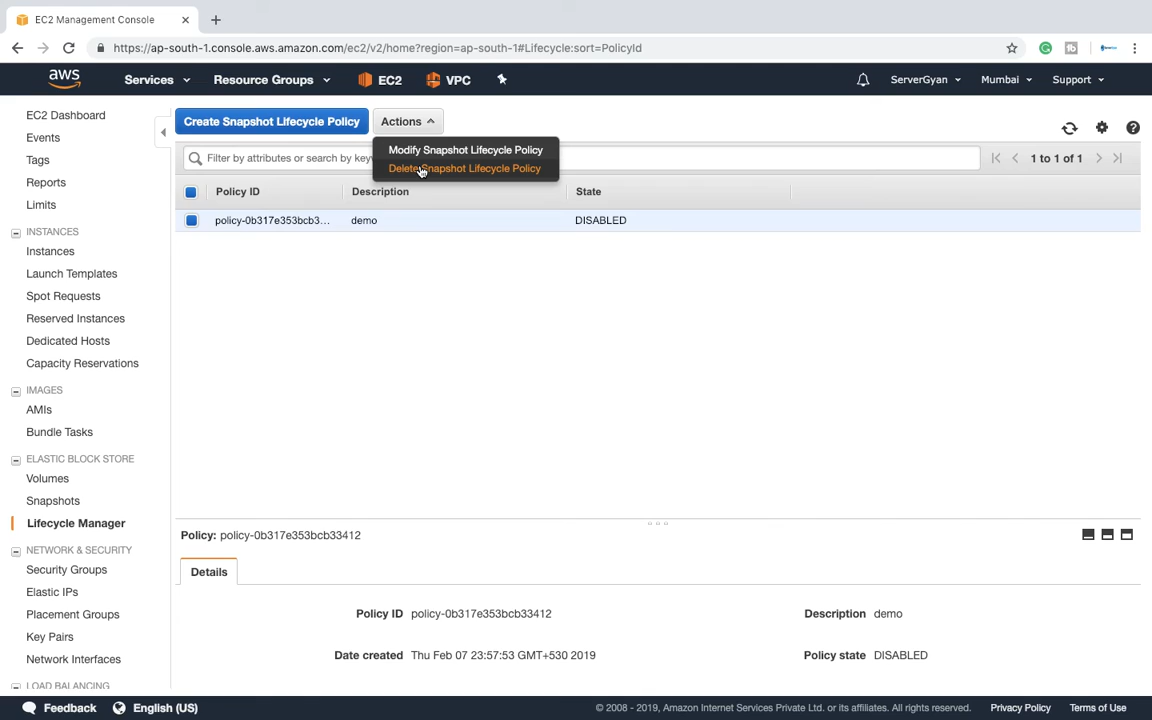 EC2 Management Console
https://ap-south-1.console.aws.amazon.com/ec2/v2/home?region=ap-south-1#Lifecycle:sort=PolicyId
aws Services Resource Groups EC2 VPC ServerGyan Mumbai Support
EC2 Dashboard
Events
Tags
Reports
Limits
INSTANCES
Instances
Launch Templates
Spot Requests
Reserved Instances
Dedicated Hosts
Capacity Reservations
IMAGES
AMIs
Bundle Tasks
ELASTIC BLOCK STORE
Volumes
Snapshots
Lifecycle Manager
NETWORK & SECURITY
Security Groups
Elastic IPs
Placement Groups
Key Pairs
Network Interfaces
LOAD BALANCING
Create Snapshot Lifecycle Policy Actions
Modify Snapshot Lifecycle Policy
Delete Snapshot Lifecycle Policy
Filter by attributes or search by key 1 to 1 of 1
Policy ID Description State
policy-0b317e353bcb3... demo DISABLED
Policy: policy-0b317e353bcb33412
Details
Policy ID policy-0b317e353bcb33412 Description demo
Date created Thu Feb 07 23:57:53 GMT+530 2019 Policy state DISABLED
Feedback English (US) © 2008 - 2019, Amazon Internet Services Private Ltd. or its affiliates. All rights reserved. Privacy Policy Terms of Use